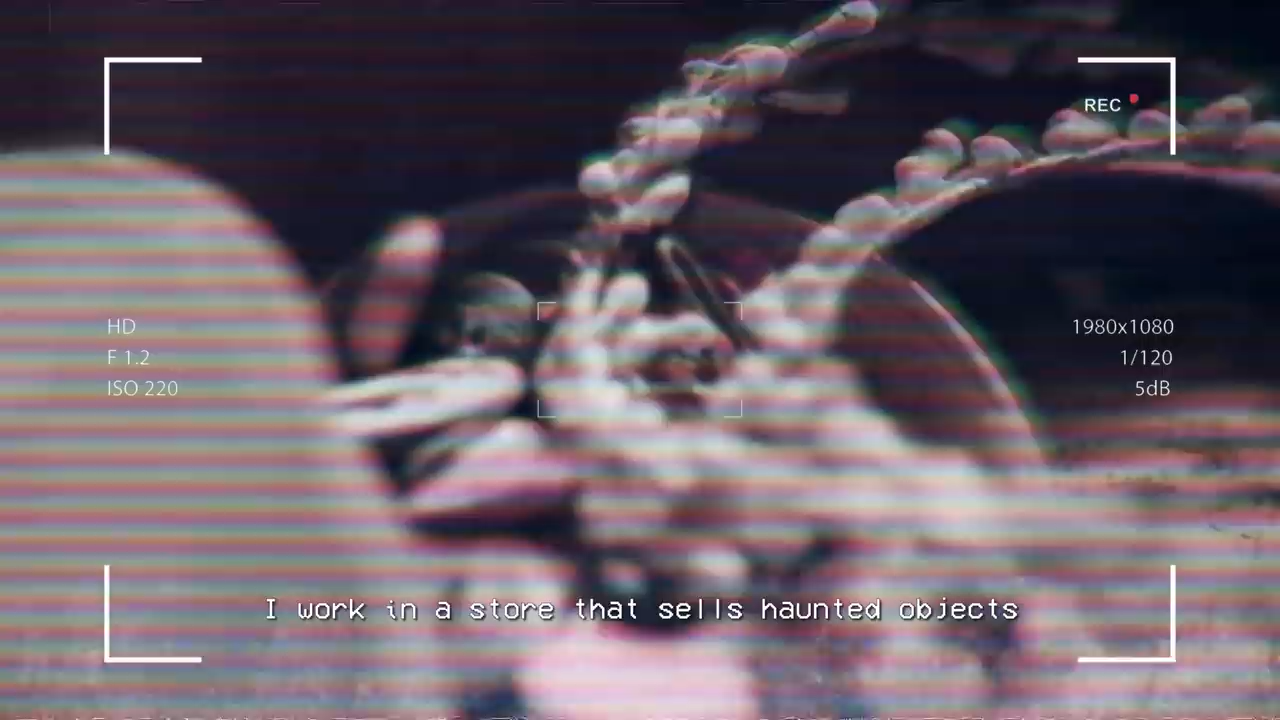 REC
HD
F 1.2
ISO 220
1980x1080
1/120
5dB
I work in a store that sells haunted objects